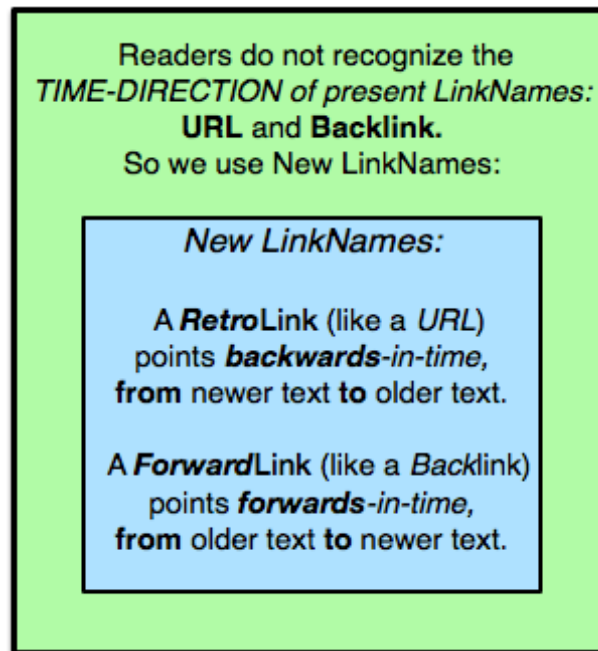 Readers do not recognize the
TIME-DIRECTION of present LinkNames:
URL and Backlink.
So we use New LinkNames:
New LinkNames:
A RetroLink (like a URL)
points backwards-in-time,
from newer text to older text.
A ForwardLink (like a Backlink)
points forwards-in-time,
from older text to newer text.